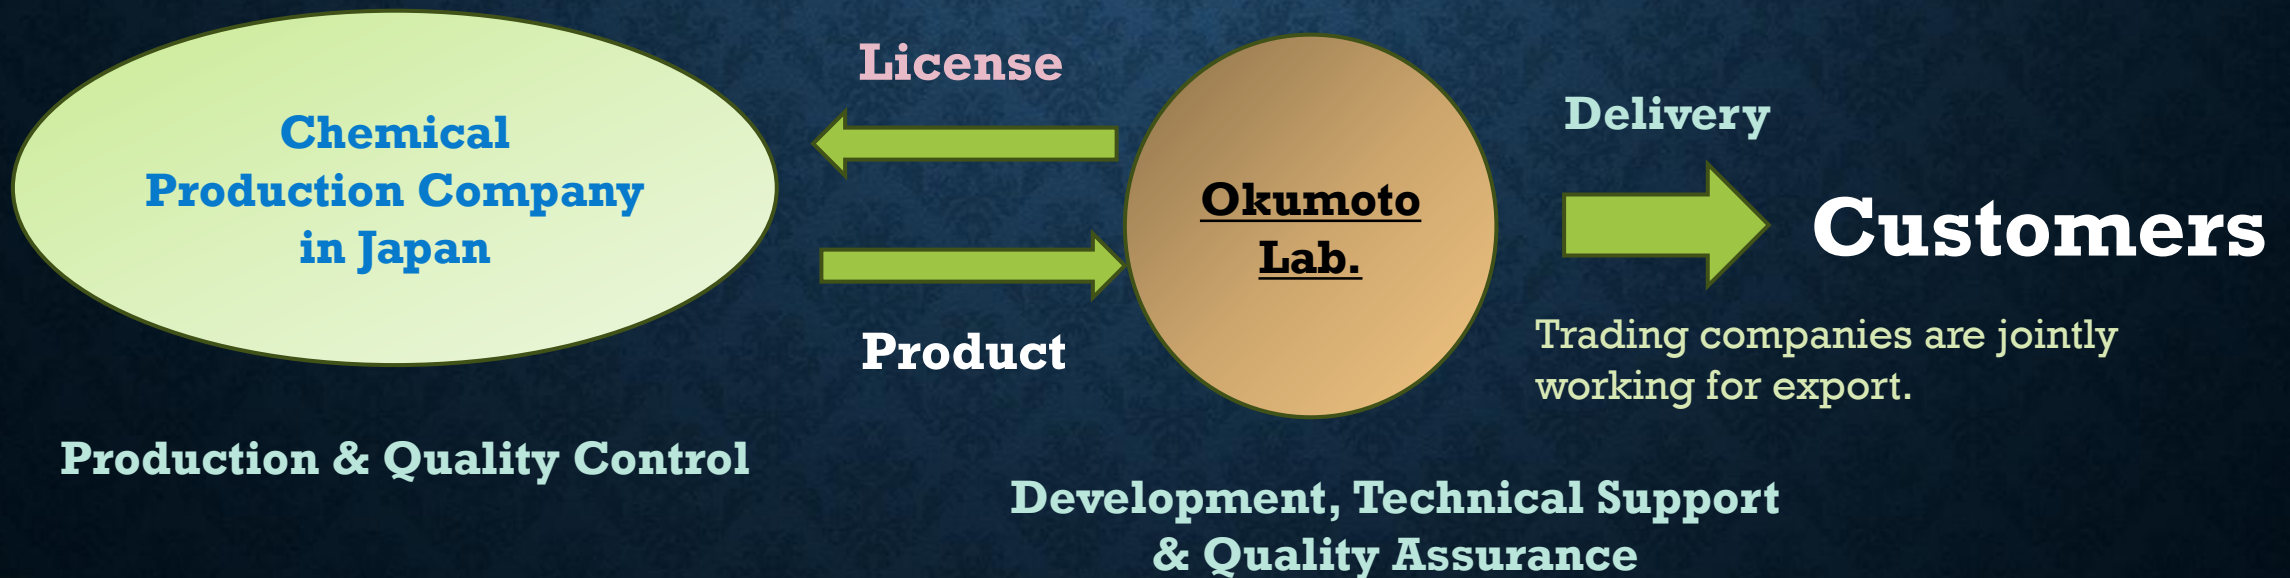 Chemical
Production Company
in Japan
Production & Quality Control
License
Product
Okumoto
Lab.
Development, Technical Support
& Quality Assurance
Delivery
Customers
Trading companies are jointly
working for export.